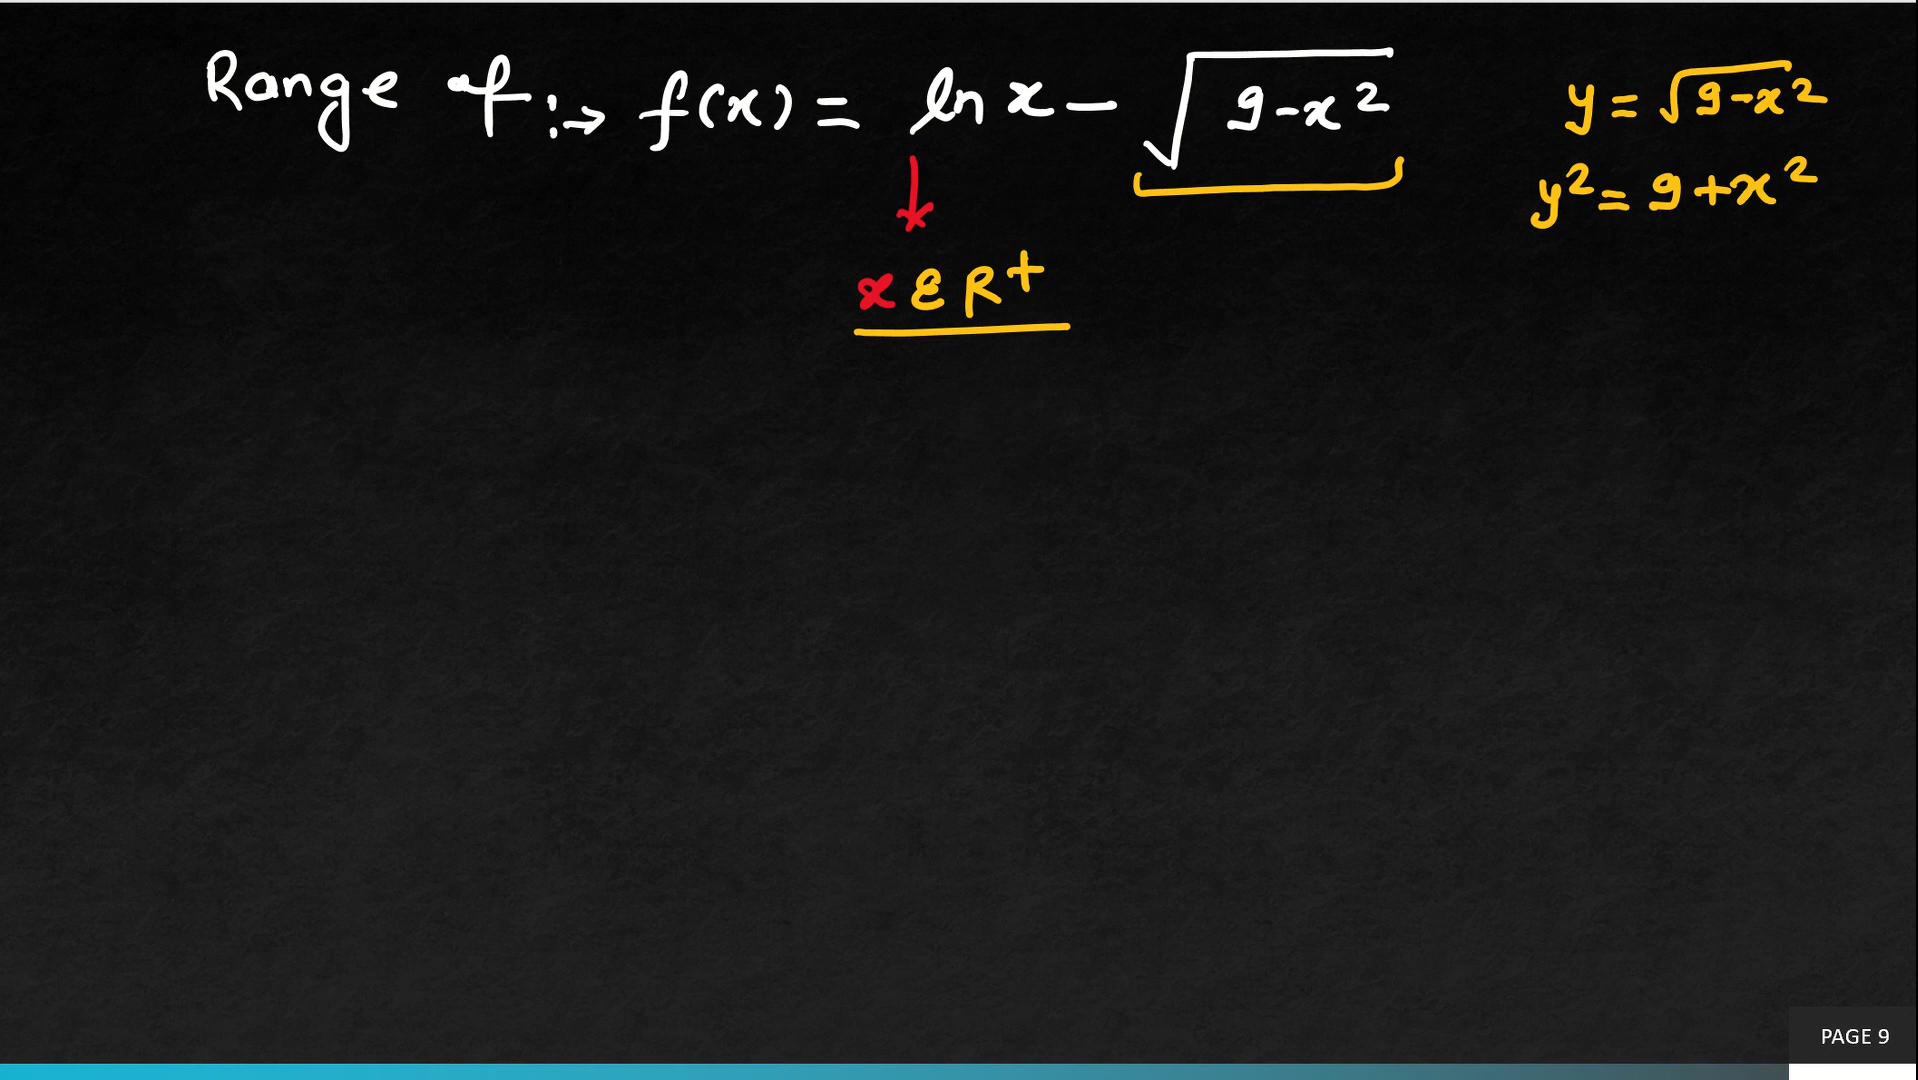 Range of :→ f(x) = ln x − √(9-x²)
y = √(9-x²)
y² = 9+x²
x ε R⁺
PAGE 9